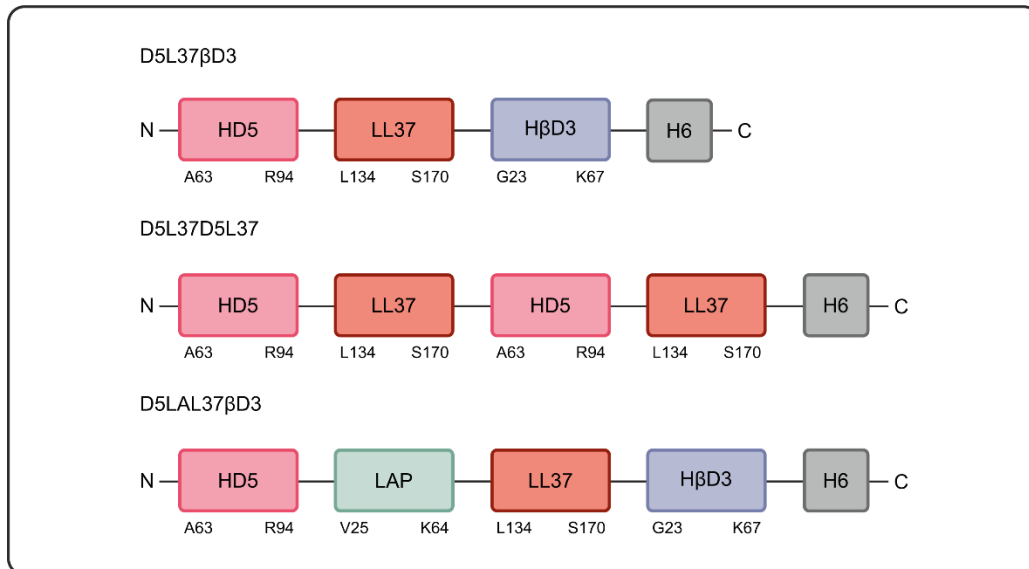 D5L37βD3
N HD5 LL37 HβD3 H6 C
A63 R94 L134 S170 G23 K67
D5L37D5L37
N HD5 LL37 HD5 LL37 H6 C
A63 R94 L134 S170 A63 R94 L134 S170
D5LAL37βD3
N HD5 LAP LL37 HβD3 H6 C
A63 R94 V25 K64 L134 S170 G23 K67